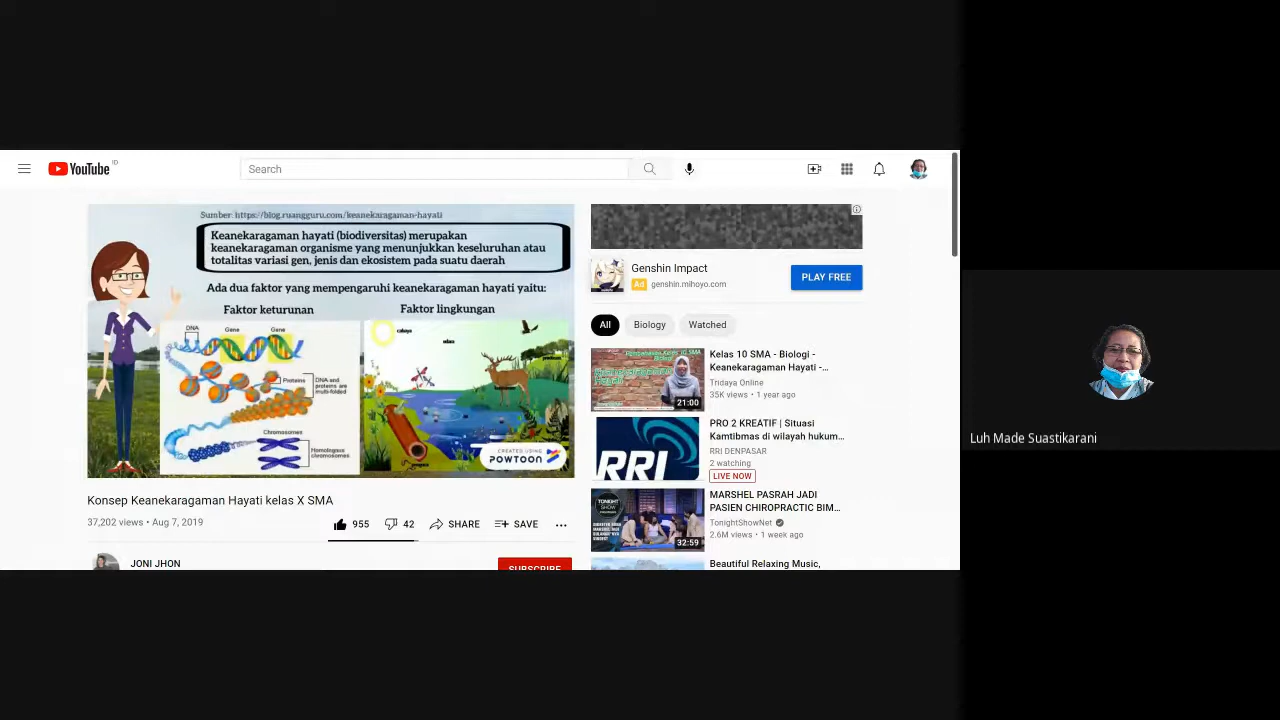 YouTube ID
Search
Sumber: https://blog.ruangguru.com/keanekaragaman-hayati
Keanekaragaman hayati (biodiversitas) merupakan
keanekaragaman organisme yang menunjukkan keseluruhan atau
totalitas variasi gen, jenis dan ekosistem pada suatu daerah
Ada dua faktor yang mempengaruhi keanekaragaman hayati yaitu:
Faktor keturunan
Faktor lingkungan
DNA
Gene
Gene
Proteins
DNA and
proteins are
multi-folded
Chromosomes
Homologous
chromosomes
cahaya
CREATED USING
POWTOON
Konsep Keanekaragaman Hayati kelas X SMA
37,202 views • Aug 7, 2019
955
42
SHARE
SAVE
JONI JHON
SUBSCRIBE
Genshin Impact
Ad genshin.mihoyo.com
PLAY FREE
All
Biology
Watched
21:00
Kelas 10 SMA - Biologi -
Keanekaragaman Hayati -...
Tridaya Online
35K views • 1 year ago
RRI
PRO 2 KREATIF | Situasi
Kamtibmas di wilayah hukum...
RRI DENPASAR
2 watching
LIVE NOW
TONIGHT
SHOW
32:59
MARSHEL PASRAH JADI
PASIEN CHIROPRACTIC BIM...
TonightShowNet
2.6M views • 1 week ago
Beautiful Relaxing Music,
Luh Made Suastikarani